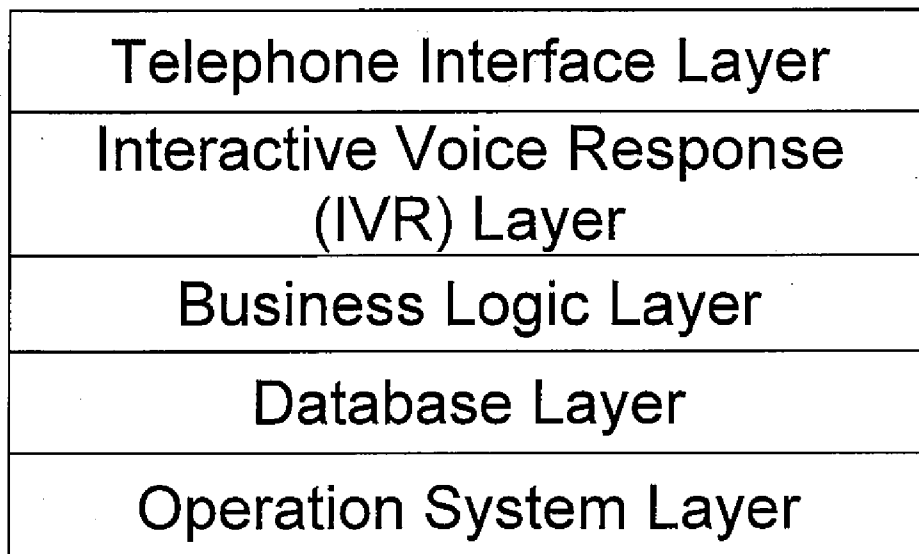 Telephone Interface Layer
Interactive Voice Response
(IVR) Layer
Business Logic Layer
Database Layer
Operation System Layer